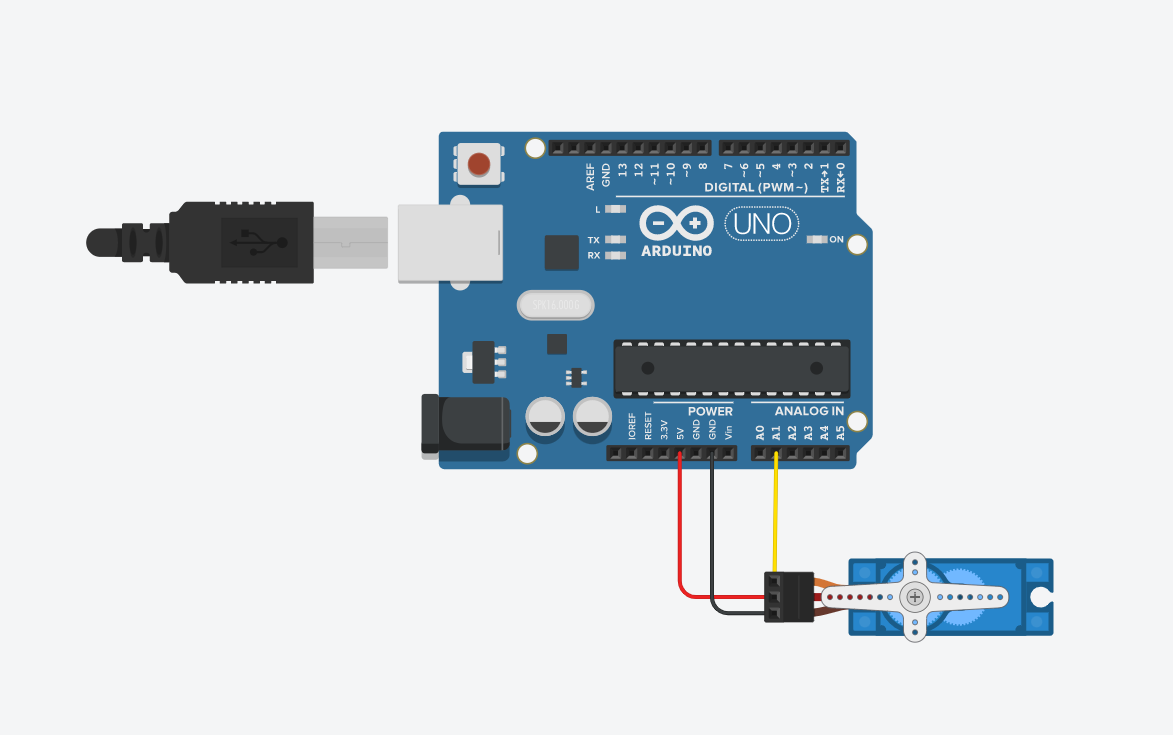 AREF
GND
13
12
~11
~10
~9
8
7
~6
~5
4
~3
2
TX→1
RX←0
DIGITAL (PWM~)
L
TX
RX
ARDUINO
UNO
ON
POWER
ANALOG IN
IOREF
RESET
3.3V
5V
GND
GND
Vin
A0
A1
A2
A3
A4
A5